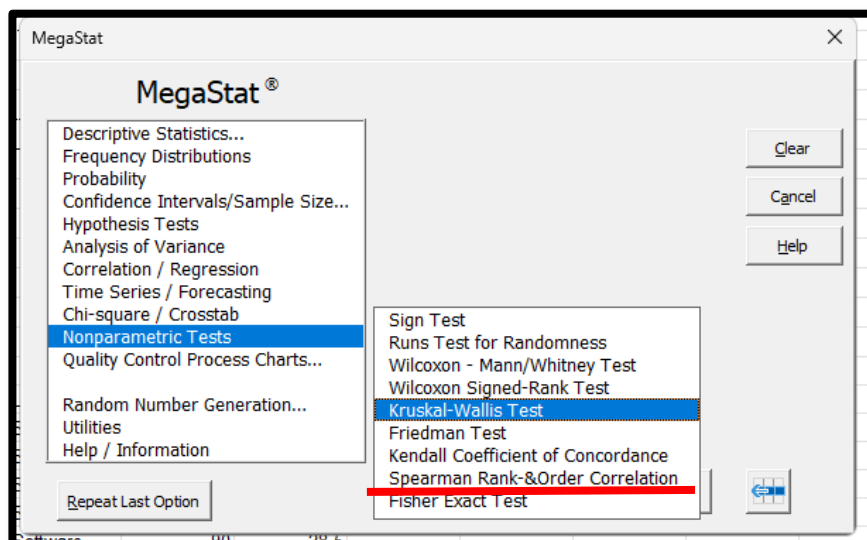 MegaStat
MegaStat ®
Descriptive Statistics...
Frequency Distributions
Probability
Confidence Intervals/Sample Size...
Hypothesis Tests
Analysis of Variance
Correlation / Regression
Time Series / Forecasting
Chi-square / Crosstab
Nonparametric Tests
Quality Control Process Charts...
Random Number Generation...
Utilities
Help / Information
Sign Test
Runs Test for Randomness
Wilcoxon - Mann/Whitney Test
Wilcoxon Signed-Rank Test
Kruskal-Wallis Test
Friedman Test
Kendall Coefficient of Concordance
Spearman Rank-&Order Correlation
Fisher Exact Test
Clear
Cancel
Help
Repeat Last Option